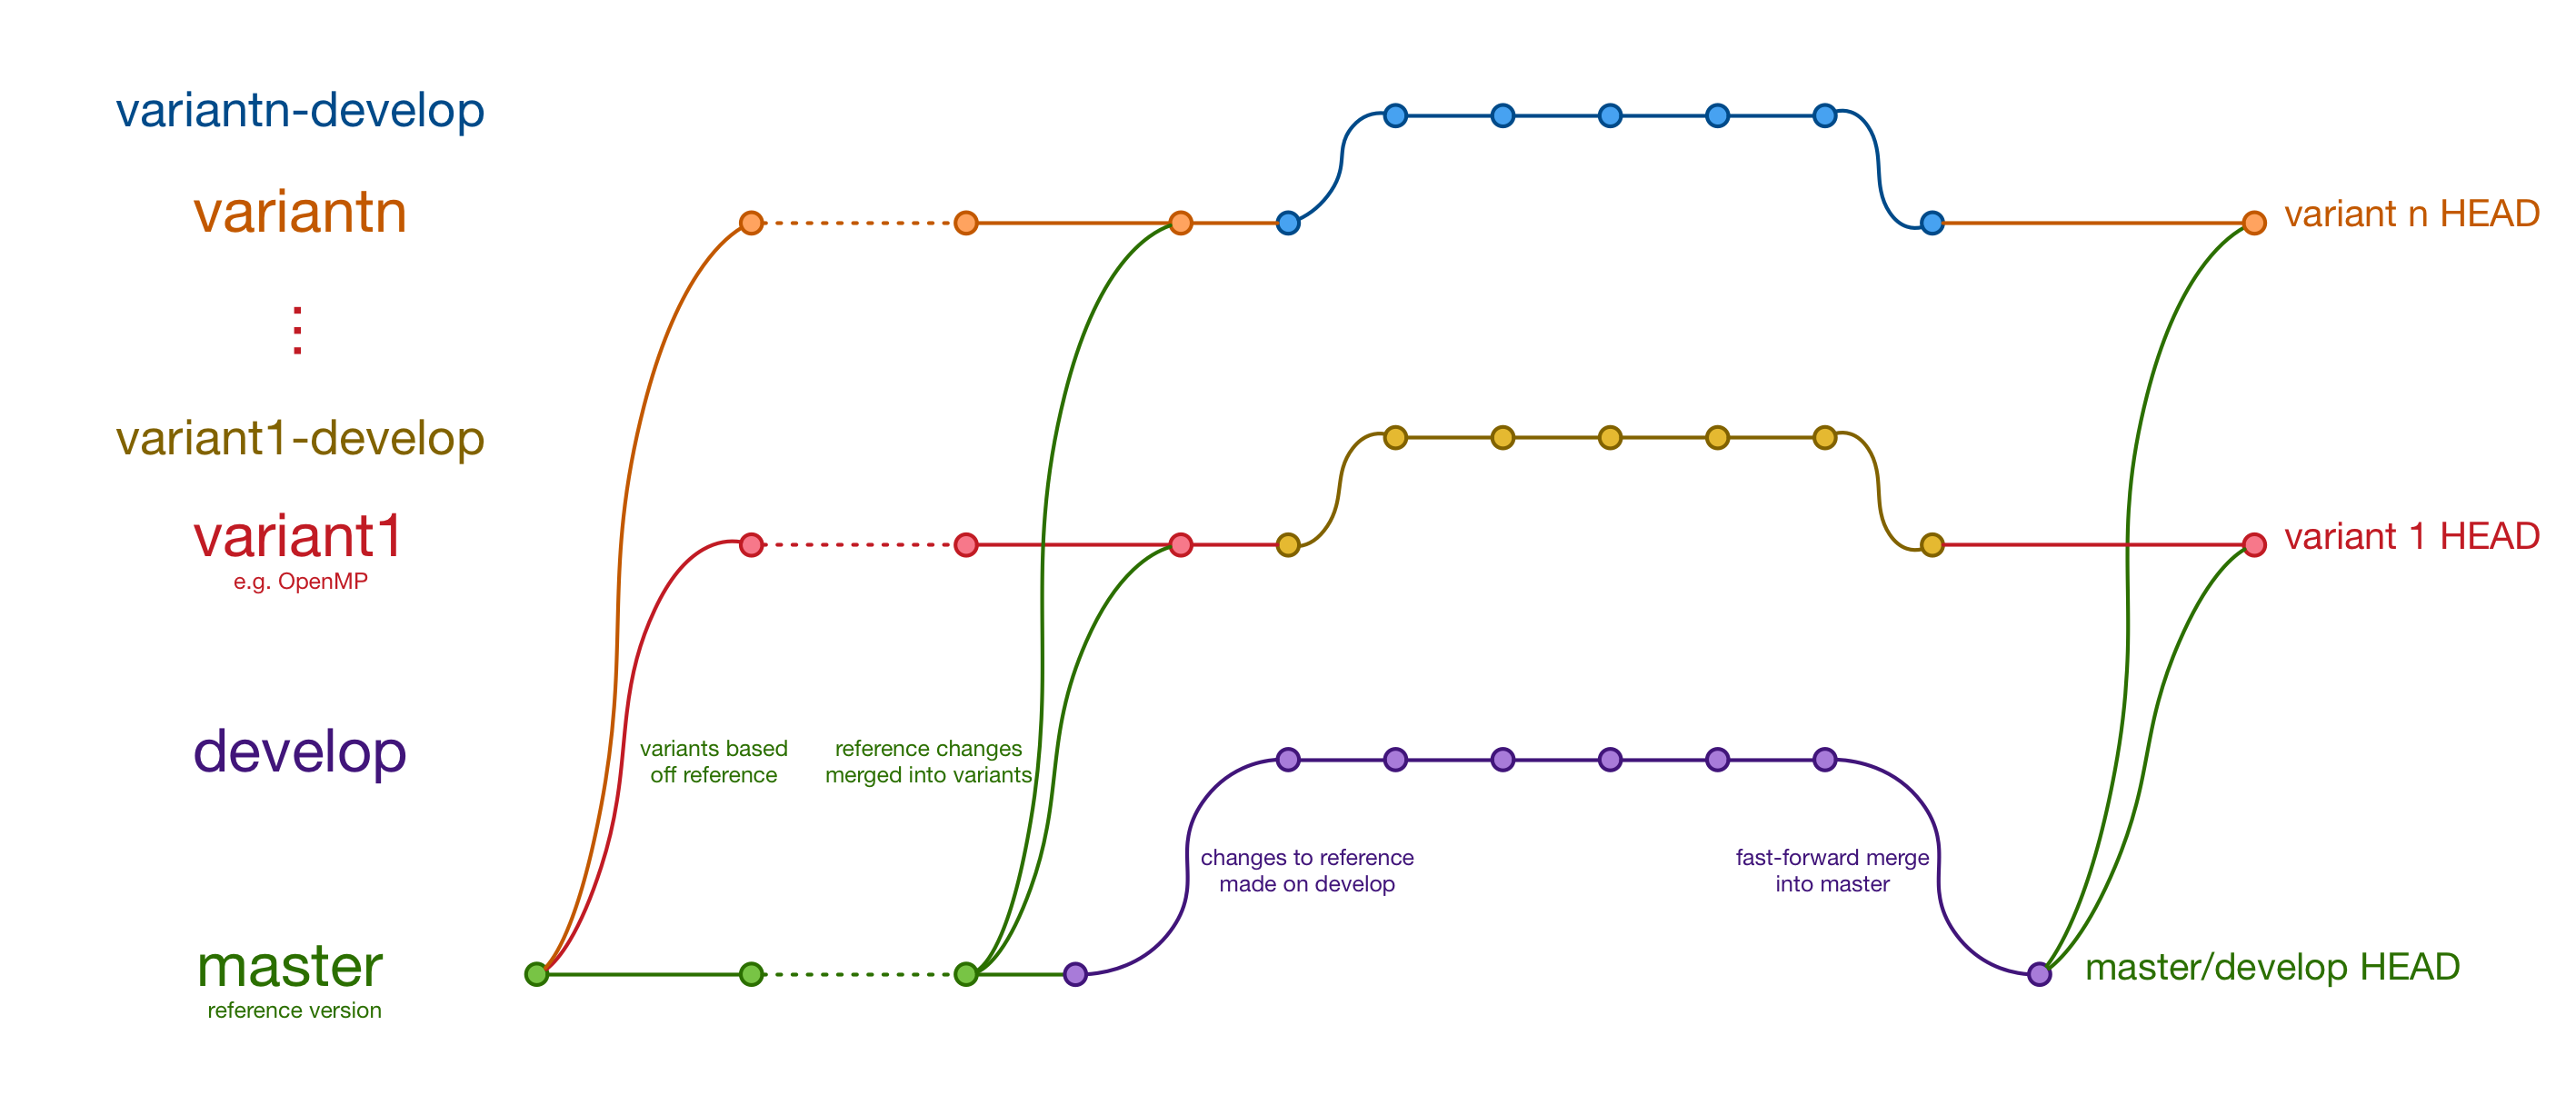 variantn-develop
variantn
variant n HEAD
⋮
variant1-develop
variant1
e.g. OpenMP
variant 1 HEAD
develop
variants based
off reference
reference changes
merged into variants
changes to reference
made on develop
fast-forward merge
into master
master
reference version
master/develop HEAD